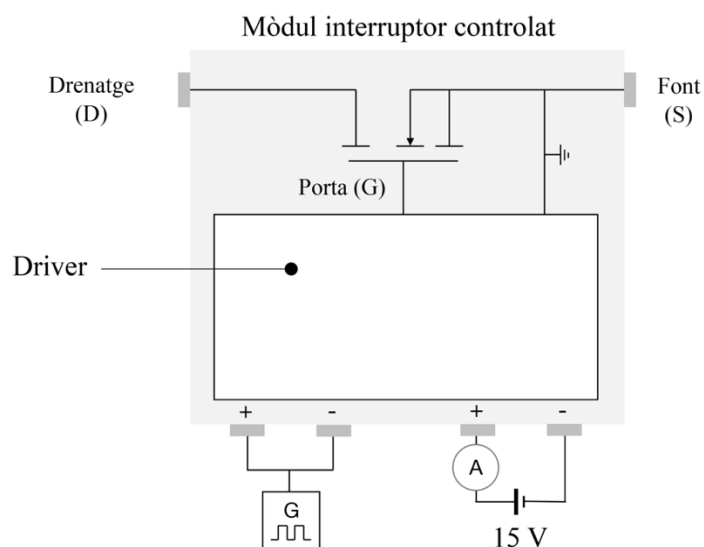 Mòdul interruptor controlat
Drenatge
(D)
Font
(S)
Porta (G)
Driver
+
-
+
-
A
G
15 V